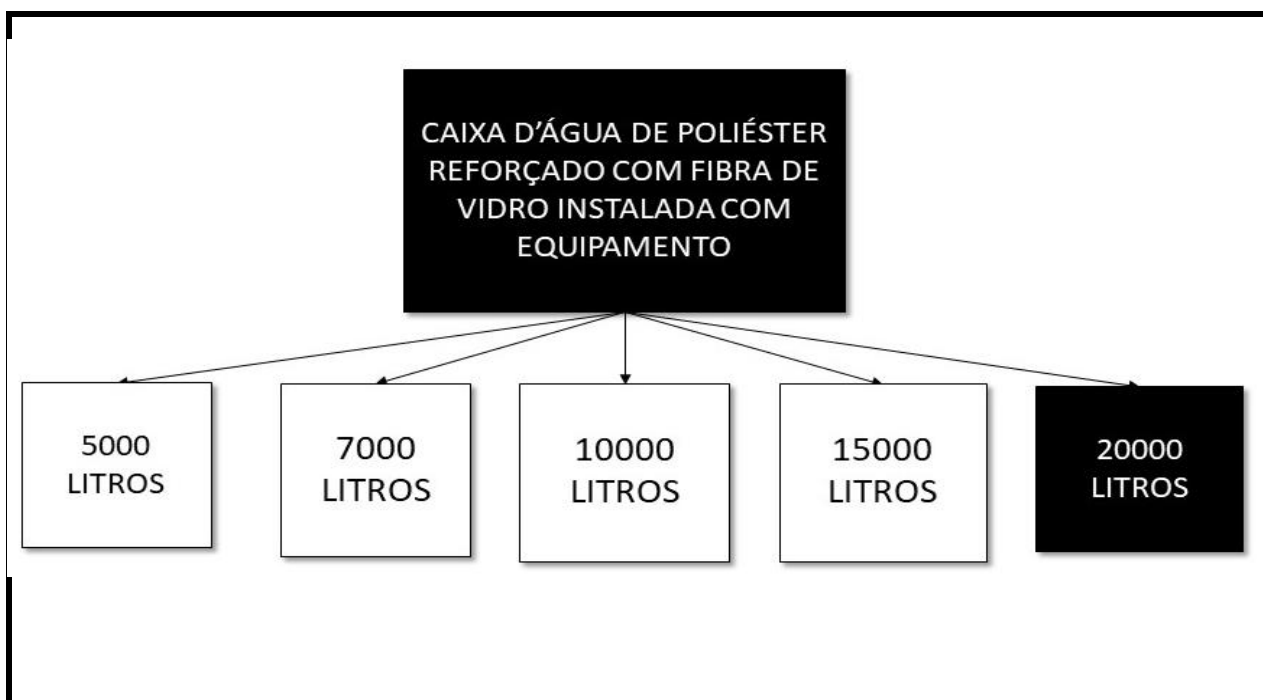 CAIXA D’ÁGUA DE POLIÉSTER
REFORÇADO COM FIBRA DE
VIDRO INSTALADA COM
EQUIPAMENTO
5000
LITROS
7000
LITROS
10000
LITROS
15000
LITROS
20000
LITROS